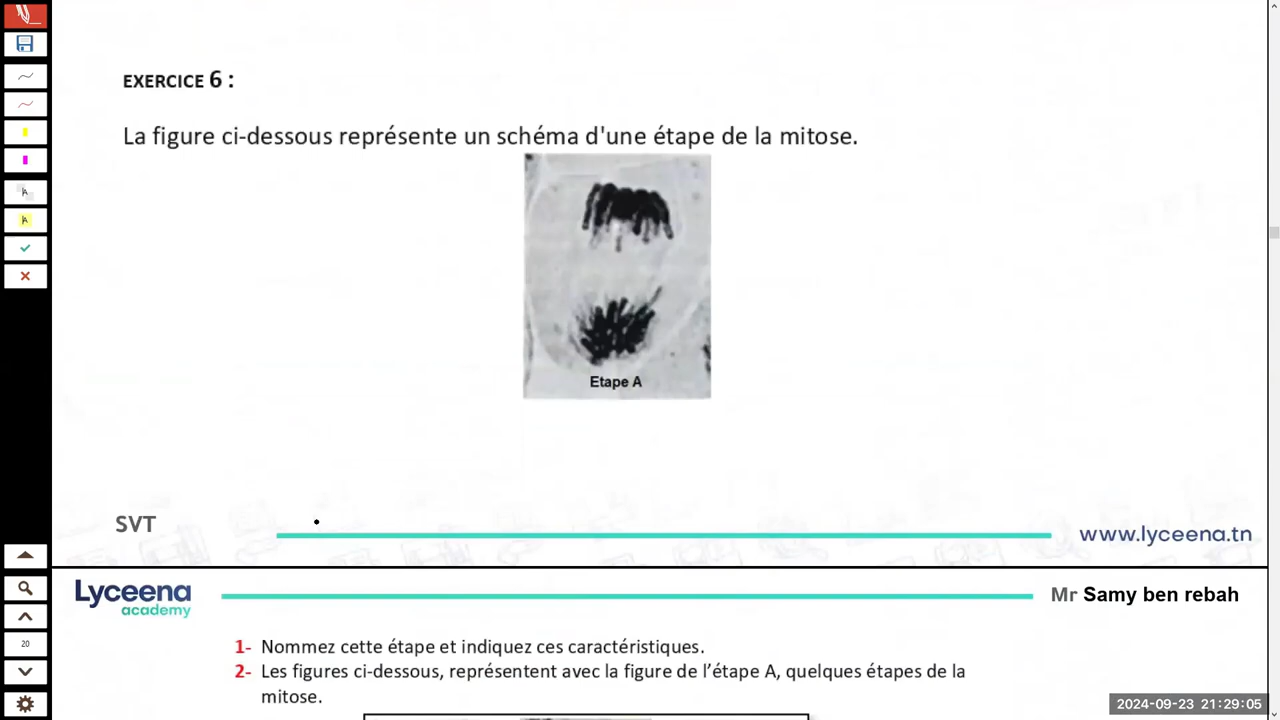 EXERCICE 6 :
La figure ci-dessous représente un schéma d'une étape de la mitose.
Etape A
SVT
www.lyceena.tn
Lyceena
academy
Mr Samy ben rebah
1- Nommez cette étape et indiquez ces caractéristiques.
2- Les figures ci-dessous, représentent avec la figure de l’étape A, quelques étapes de la
mitose.
20
2024-09-23 21:29:05